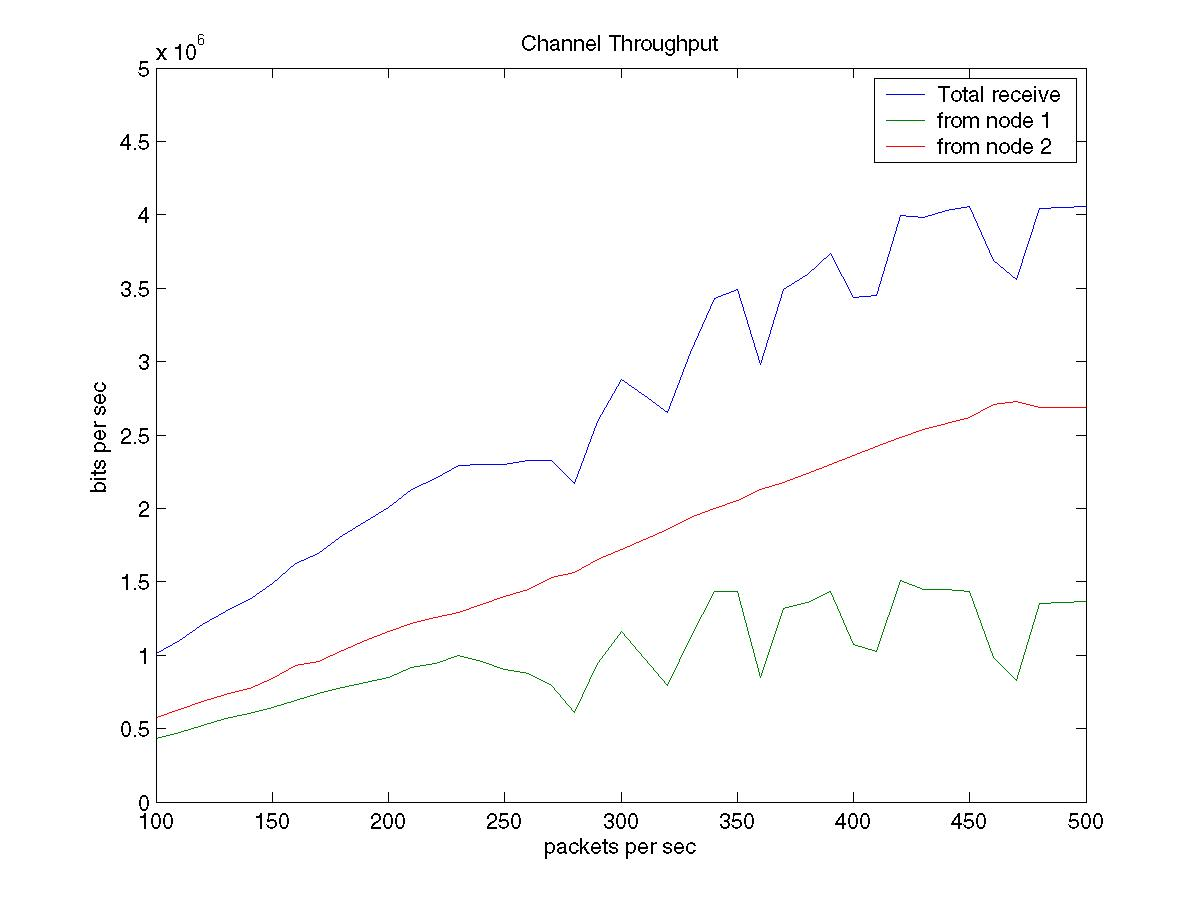 x 10^6
Channel Throughput
5
4.5
4
3.5
3
2.5
2
1.5
1
0.5
0
bits per sec
Total receive
from node 1
from node 2
100 150 200 250 300 350 400 450 500
packets per sec